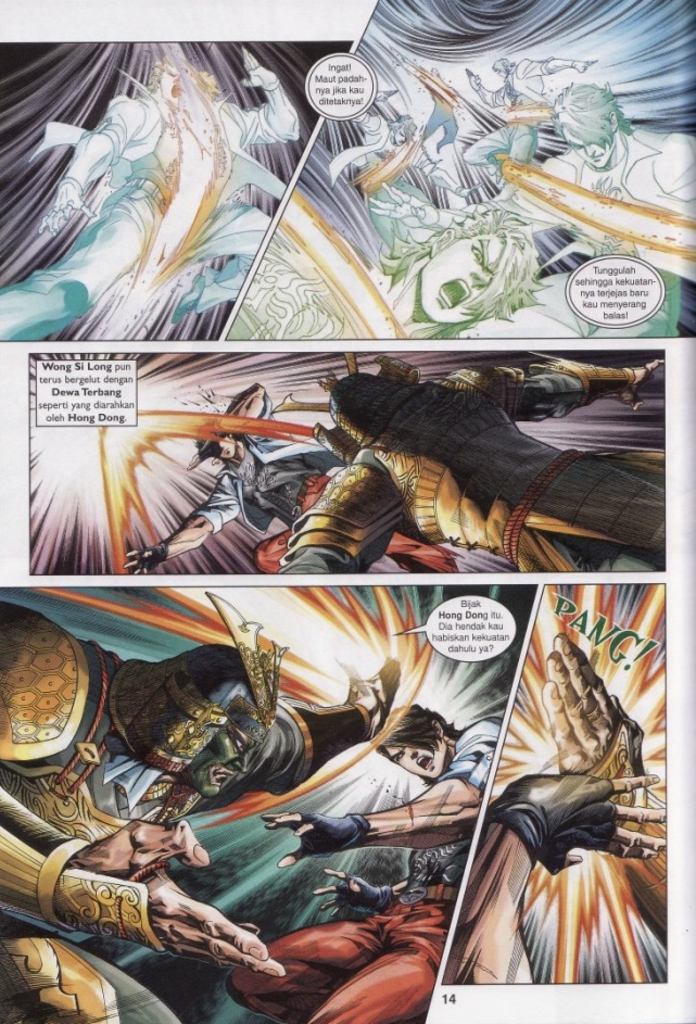 Ingat!
Maut padah-
nya jika kau
ditetaknya!
Tunggulah
sehingga kekuatan-
nya terjejas baru
kau menyerang
balas!
Wong Si Long pun
terus bergelut dengan
Dewa Terbang
seperti yang diarahkan
oleh Hong Dong.
Bijak
Hong Dong itu.
Dia hendak kau
habiskan kekuatan
dahulu ya?
PANG!
14